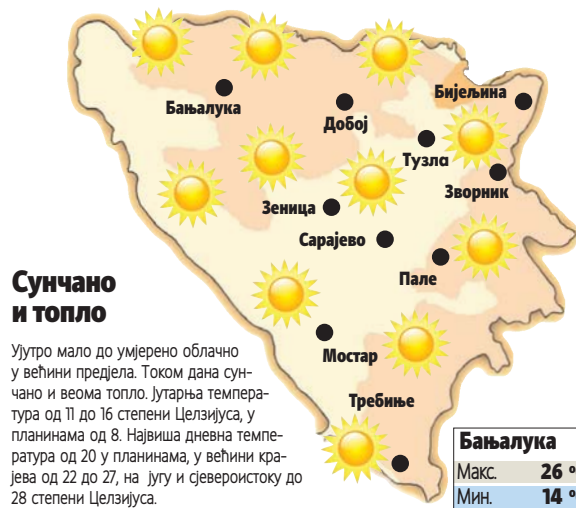 Бањалука
Добој
Бијељина
Тузла
Зворник
Зеница
Сарајево
Пале
Мостар
Требиње
Сунчано
и топло
Ујутро мало до умјерено облачно
у већини предјела. Током дана сун-
чано и веома топло. Јутарња темпера-
тура од 11 до 16 степени Целзијуса, у
планинама од 8. Највиша дневна темпе-
ратура од 20 у планинама, у већини кра-
јева од 22 до 27, на југу и сјевероистоку до
28 степени Целзијуса.
Бањалука
Макс. 26 °
Мин. 14 °